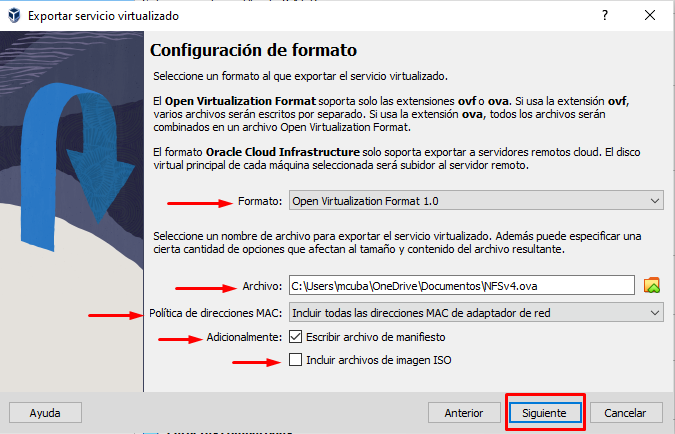 Exportar servicio virtualizado
Configuración de formato
Seleccione un formato al que exportar el servicio virtualizado.
El Open Virtualization Format soporta solo las extensiones ovf o ova. Si usa la extensión ovf,
varios archivos serán escritos por separado. Si usa la extensión ova, todos los archivos serán
combinados en un archivo Open Virtualization Format.
El formato Oracle Cloud Infrastructure solo soporta exportar a servidores remotos cloud. El disco
virtual principal de cada máquina seleccionada será subidor al servidor remoto.
Formato: Open Virtualization Format 1.0
Seleccione un nombre de archivo para exportar el servicio virtualizado. Además puede especificar una
cierta cantidad de opciones que afectan al tamaño y contenido del archivo resultante.
Archivo: C:\Users\mcuba\OneDrive\Documentos\NFSv4.ova
Política de direcciones MAC: Incluir todas las direcciones MAC de adaptador de red
Adicionalmente: Escribir archivo de manifiesto
Incluir archivos de imagen ISO
Ayuda Anterior Siguiente Cancelar